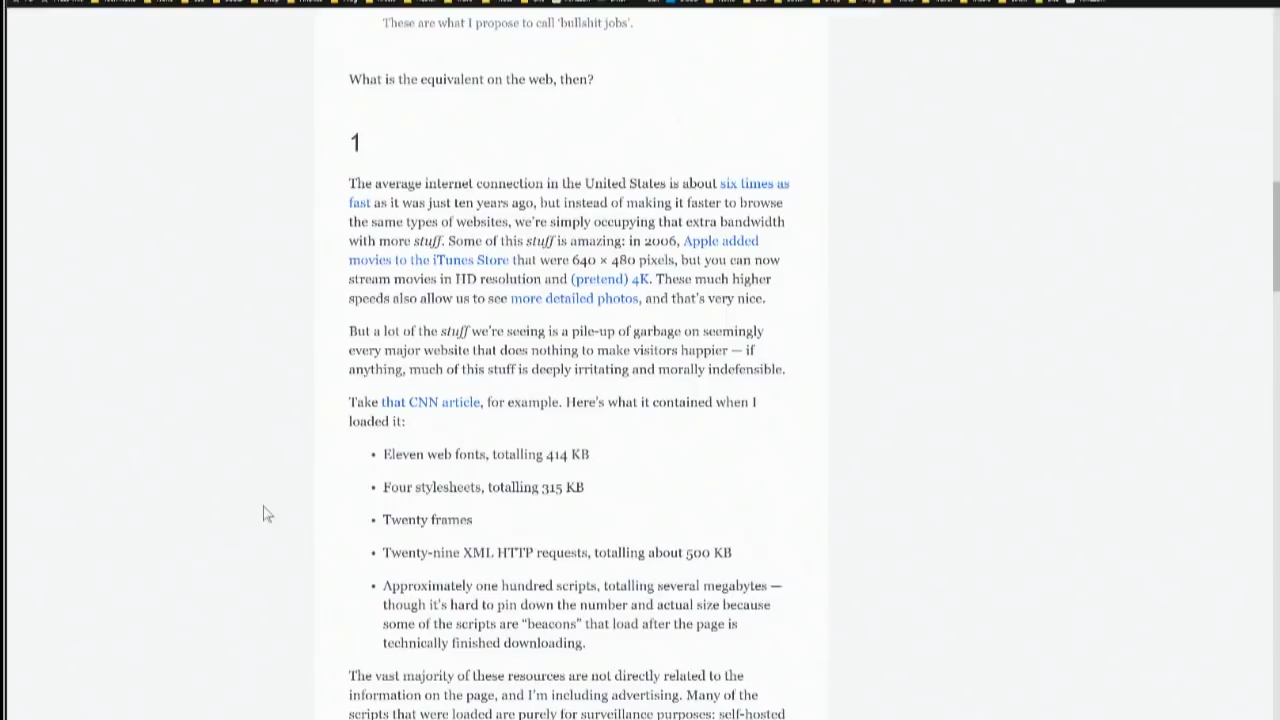 These are what I propose to call 'bullshit jobs'.
What is the equivalent on the web, then?
1
The average internet connection in the United States is about six times as
fast as it was just ten years ago, but instead of making it faster to browse
the same types of websites, we're simply occupying that extra bandwidth
with more stuff. Some of this stuff is amazing: in 2006, Apple added
movies to the iTunes Store that were 640 × 480 pixels, but you can now
stream movies in HD resolution and (pretend) 4K. These much higher
speeds also allow us to see more detailed photos, and that's very nice.
But a lot of the stuff we're seeing is a pile-up of garbage on seemingly
every major website that does nothing to make visitors happier — if
anything, much of this stuff is deeply irritating and morally indefensible.
Take that CNN article, for example. Here's what it contained when I
loaded it:
• Eleven web fonts, totalling 414 KB
• Four stylesheets, totalling 315 KB
• Twenty frames
• Twenty-nine XML HTTP requests, totalling about 500 KB
• Approximately one hundred scripts, totalling several megabytes —
though it's hard to pin down the number and actual size because
some of the scripts are "beacons" that load after the page is
technically finished downloading.
The vast majority of these resources are not directly related to the
information on the page, and I'm including advertising. Many of the
scripts that were loaded are purely for surveillance purposes: self-hosted